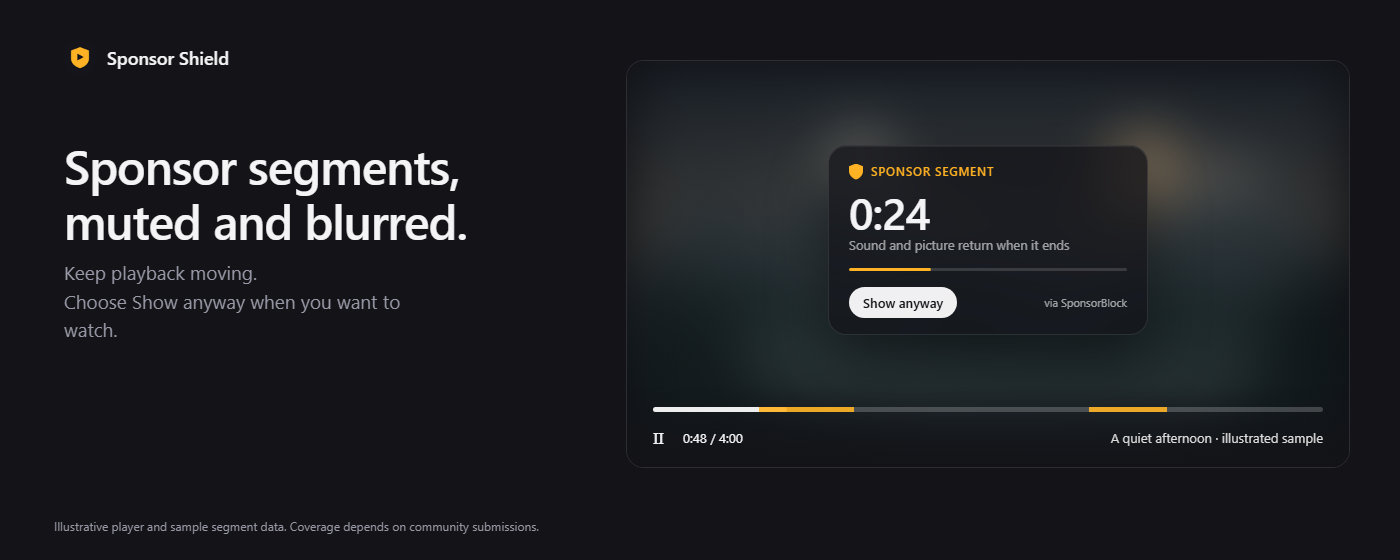 Sponsor Shield
Sponsor segments,
muted and blurred.
Keep playback moving.
Choose Show anyway when you want to
watch.
SPONSOR SEGMENT
0:24
Sound and picture return when it ends
Show anyway
via SponsorBlock
0:48 / 4:00
A quiet afternoon · illustrated sample
Illustrative player and sample segment data. Coverage depends on community submissions.